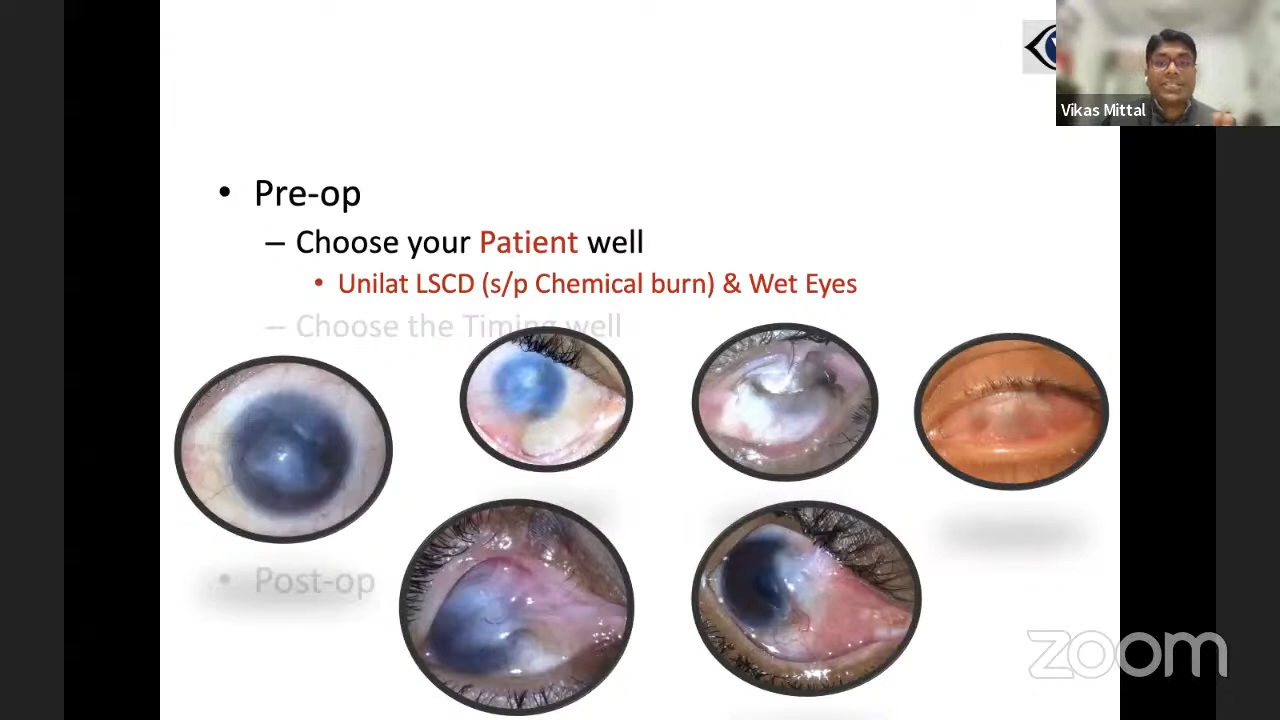 Vikas Mittal
• Pre-op
– Choose your Patient well
• Unilat LSCD (s/p Chemical burn) & Wet Eyes
– Choose the Timing well
• Post-op
zoom